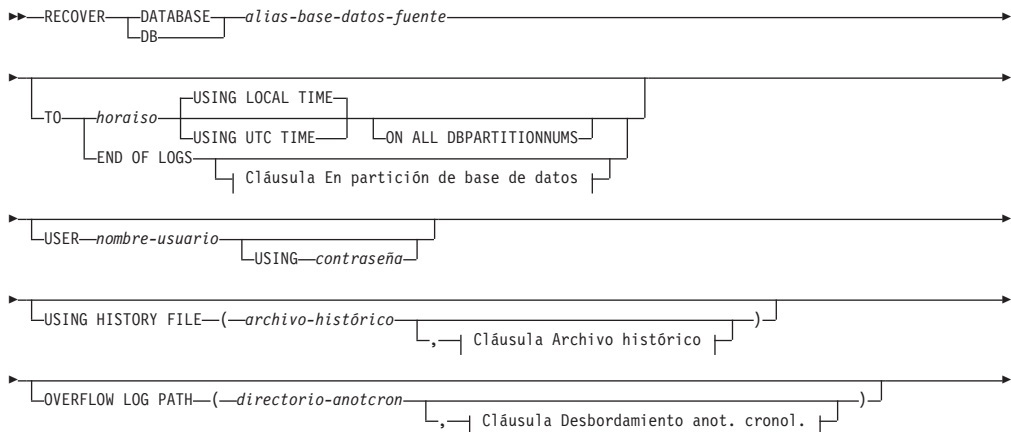 RECOVER DATABASE alias-base-datos-fuente
DB
USING LOCAL TIME
TO horaiso
USING UTC TIME ON ALL DBPARTITIONNUMS
END OF LOGS
Cláusula En partición de base de datos
USER nombre-usuario
USING contraseña
USING HISTORY FILE ( archivo-histórico )
, Cláusula Archivo histórico
OVERFLOW LOG PATH ( directorio-anotcron )
, Cláusula Desbordamiento anot. cronol.